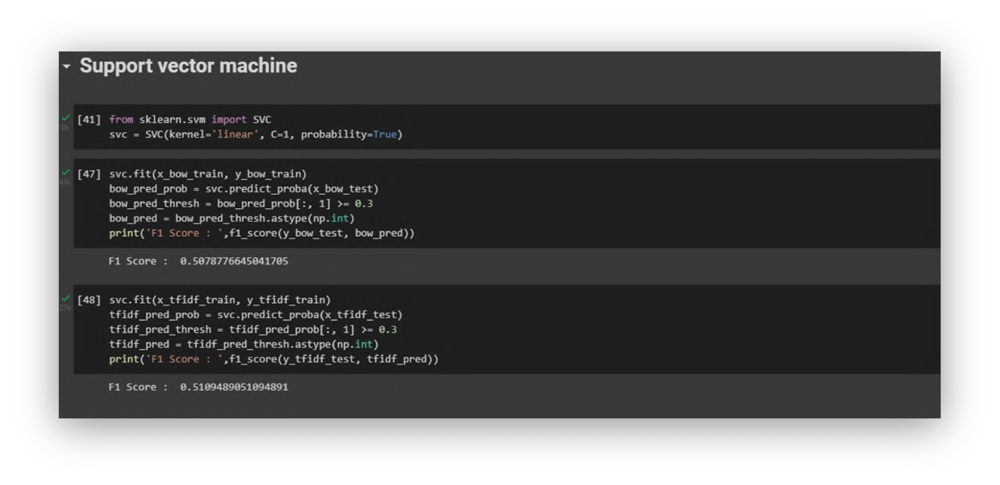 Support vector machine
[41] from sklearn.svm import SVC
svc = SVC(kernel='linear', C=1, probability=True)
0s
[47] svc.fit(x_bow_train, y_bow_train)
43s
bow_pred_prob = svc.predict_proba(x_bow_test)
bow_pred_thresh = bow_pred_prob[:, 1] >= 0.3
bow_pred = bow_pred_thresh.astype(np.int)
print('F1 Score : ',f1_score(y_bow_test, bow_pred))
F1 Score :  0.5078776645041705
[48] svc.fit(x_tfidf_train, y_tfidf_train)
27s
tfidf_pred_prob = svc.predict_proba(x_tfidf_test)
tfidf_pred_thresh = tfidf_pred_prob[:, 1] >= 0.3
tfidf_pred = tfidf_pred_thresh.astype(np.int)
print('F1 Score : ',f1_score(y_tfidf_test, tfidf_pred))
F1 Score :  0.5109489051094891